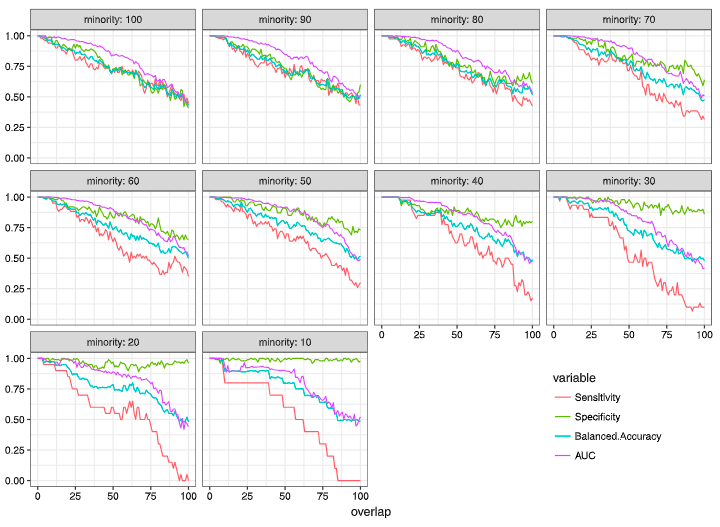 minority: 100 minority: 90 minority: 80 minority: 70
1.00
0.75
0.50
0.25
0.00
minority: 60 minority: 50 minority: 40 minority: 30
1.00
0.75
0.50
0.25
0.00
0 25 50 75 100 0 25 50 75 100
minority: 20 minority: 10
1.00
0.75
0.50
0.25
0.00
0 25 50 75 100 0 25 50 75 100
overlap
variable
Sensitivity
Specificity
Balanced.Accuracy
AUC